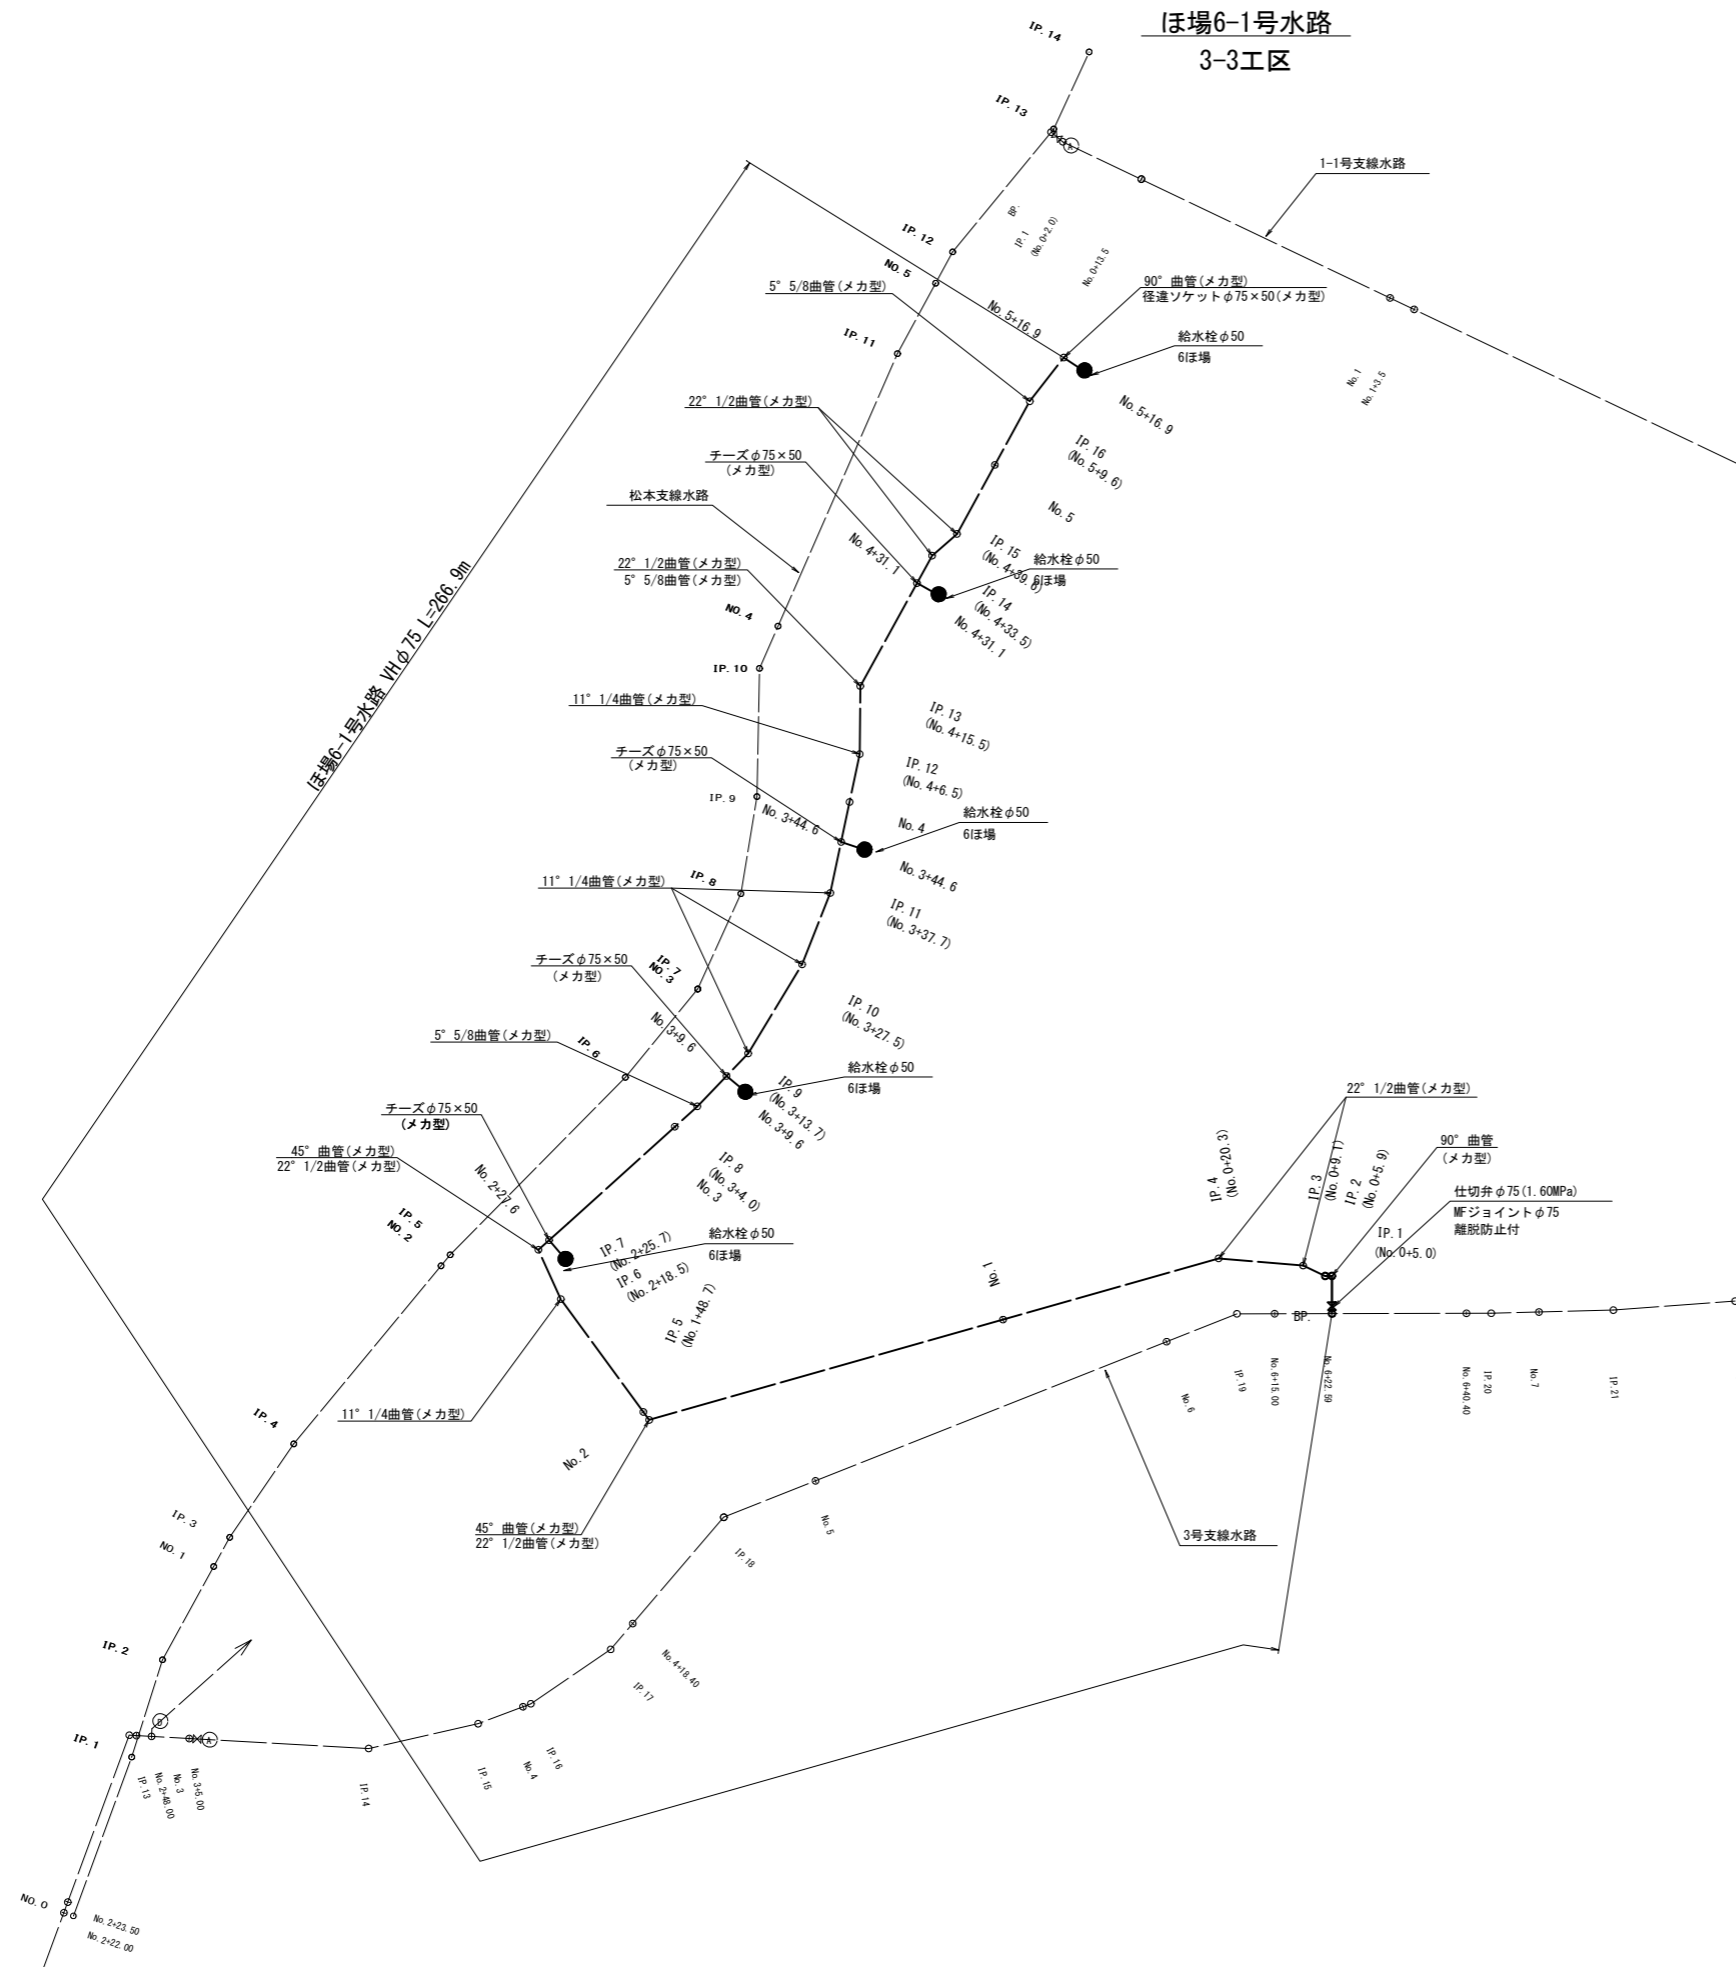 ほ場6-1号水路
3-3工区
IP. 14
IP. 13
A
1-1号支線水路
BP.
IP. 1
(No. 0+2.0)
No. 0+13.5
IP. 12
NO. 5
5° 5/8曲管(メカ型)
No. 5+16.9
90° 曲管(メカ型)
径違ソケットφ75×50(メカ型)
給水栓φ50
6ほ場
IP. 11
No. 1
No. 1+3.5
22° 1/2曲管(メカ型)
No. 5+16.9
IP. 16
(No. 5+9.6)
チーズφ75×50
(メカ型)
松本支線水路
No. 5
No. 4+31.1
IP. 15
(No. 4+39.6)
給水栓φ50
6ほ場
22° 1/2曲管(メカ型)
5° 5/8曲管(メカ型)
IP. 14
(No. 4+33.5)
No. 4+31.1
ほ場6-1号水路 VHφ75 L=266.9m
NO. 4
IP. 10
11° 1/4曲管(メカ型)
IP. 13
(No. 4+15.5)
チーズφ75×50
(メカ型)
IP. 12
(No. 4+6.5)
IP. 9
No. 3+44.6
No. 4
給水栓φ50
6ほ場
11° 1/4曲管(メカ型)
IP. 8
No. 3+44.6
IP. 11
(No. 3+37.7)
チーズφ75×50
(メカ型)
IP. 7
NO. 3
IP. 10
(No. 3+27.5)
5° 5/8曲管(メカ型)
IP. 6
No. 3+9.6
給水栓φ50
6ほ場
IP. 9
(No. 3+13.7)
No. 3+9.6
チーズφ75×50
(メカ型)
45° 曲管(メカ型)
22° 1/2曲管(メカ型)
No. 2+27.6
IP. 8
(No. 3+4.0)
No. 3
IP. 5
NO. 2
給水栓φ50
6ほ場
IP. 7
(No. 2+25.7)
IP. 6
(No. 2+18.5)
IP. 5
(No. 1+48.7)
22° 1/2曲管(メカ型)
IP. 4
(No. 0+20.3)
IP. 3
(No. 0+9.1)
IP. 2
(No. 0+5.9)
90° 曲管
(メカ型)
仕切弁φ75(1.60MPa)
MFジョイントφ75
離脱防止付
IP. 1
(No. 0+5.0)
No. 1
BP.
IP. 4
11° 1/4曲管(メカ型)
No. 2
45° 曲管(メカ型)
22° 1/2曲管(メカ型)
No. 6
IP. 19
No. 6+15.00
No. 6+22.59
No. 6+40.40
IP. 20
No. 7
IP. 21
IP. 3
NO. 1
No. 5
IP. 18
3号支線水路
IP. 2
No. 4+18.40
IP. 17
IP. 1
B
A
IP. 13
No. 2+48.00
No. 3
No. 3+5.00
IP. 14
IP. 15
No. 4
IP. 16
NO. 0
No. 2+23.50
No. 2+22.00